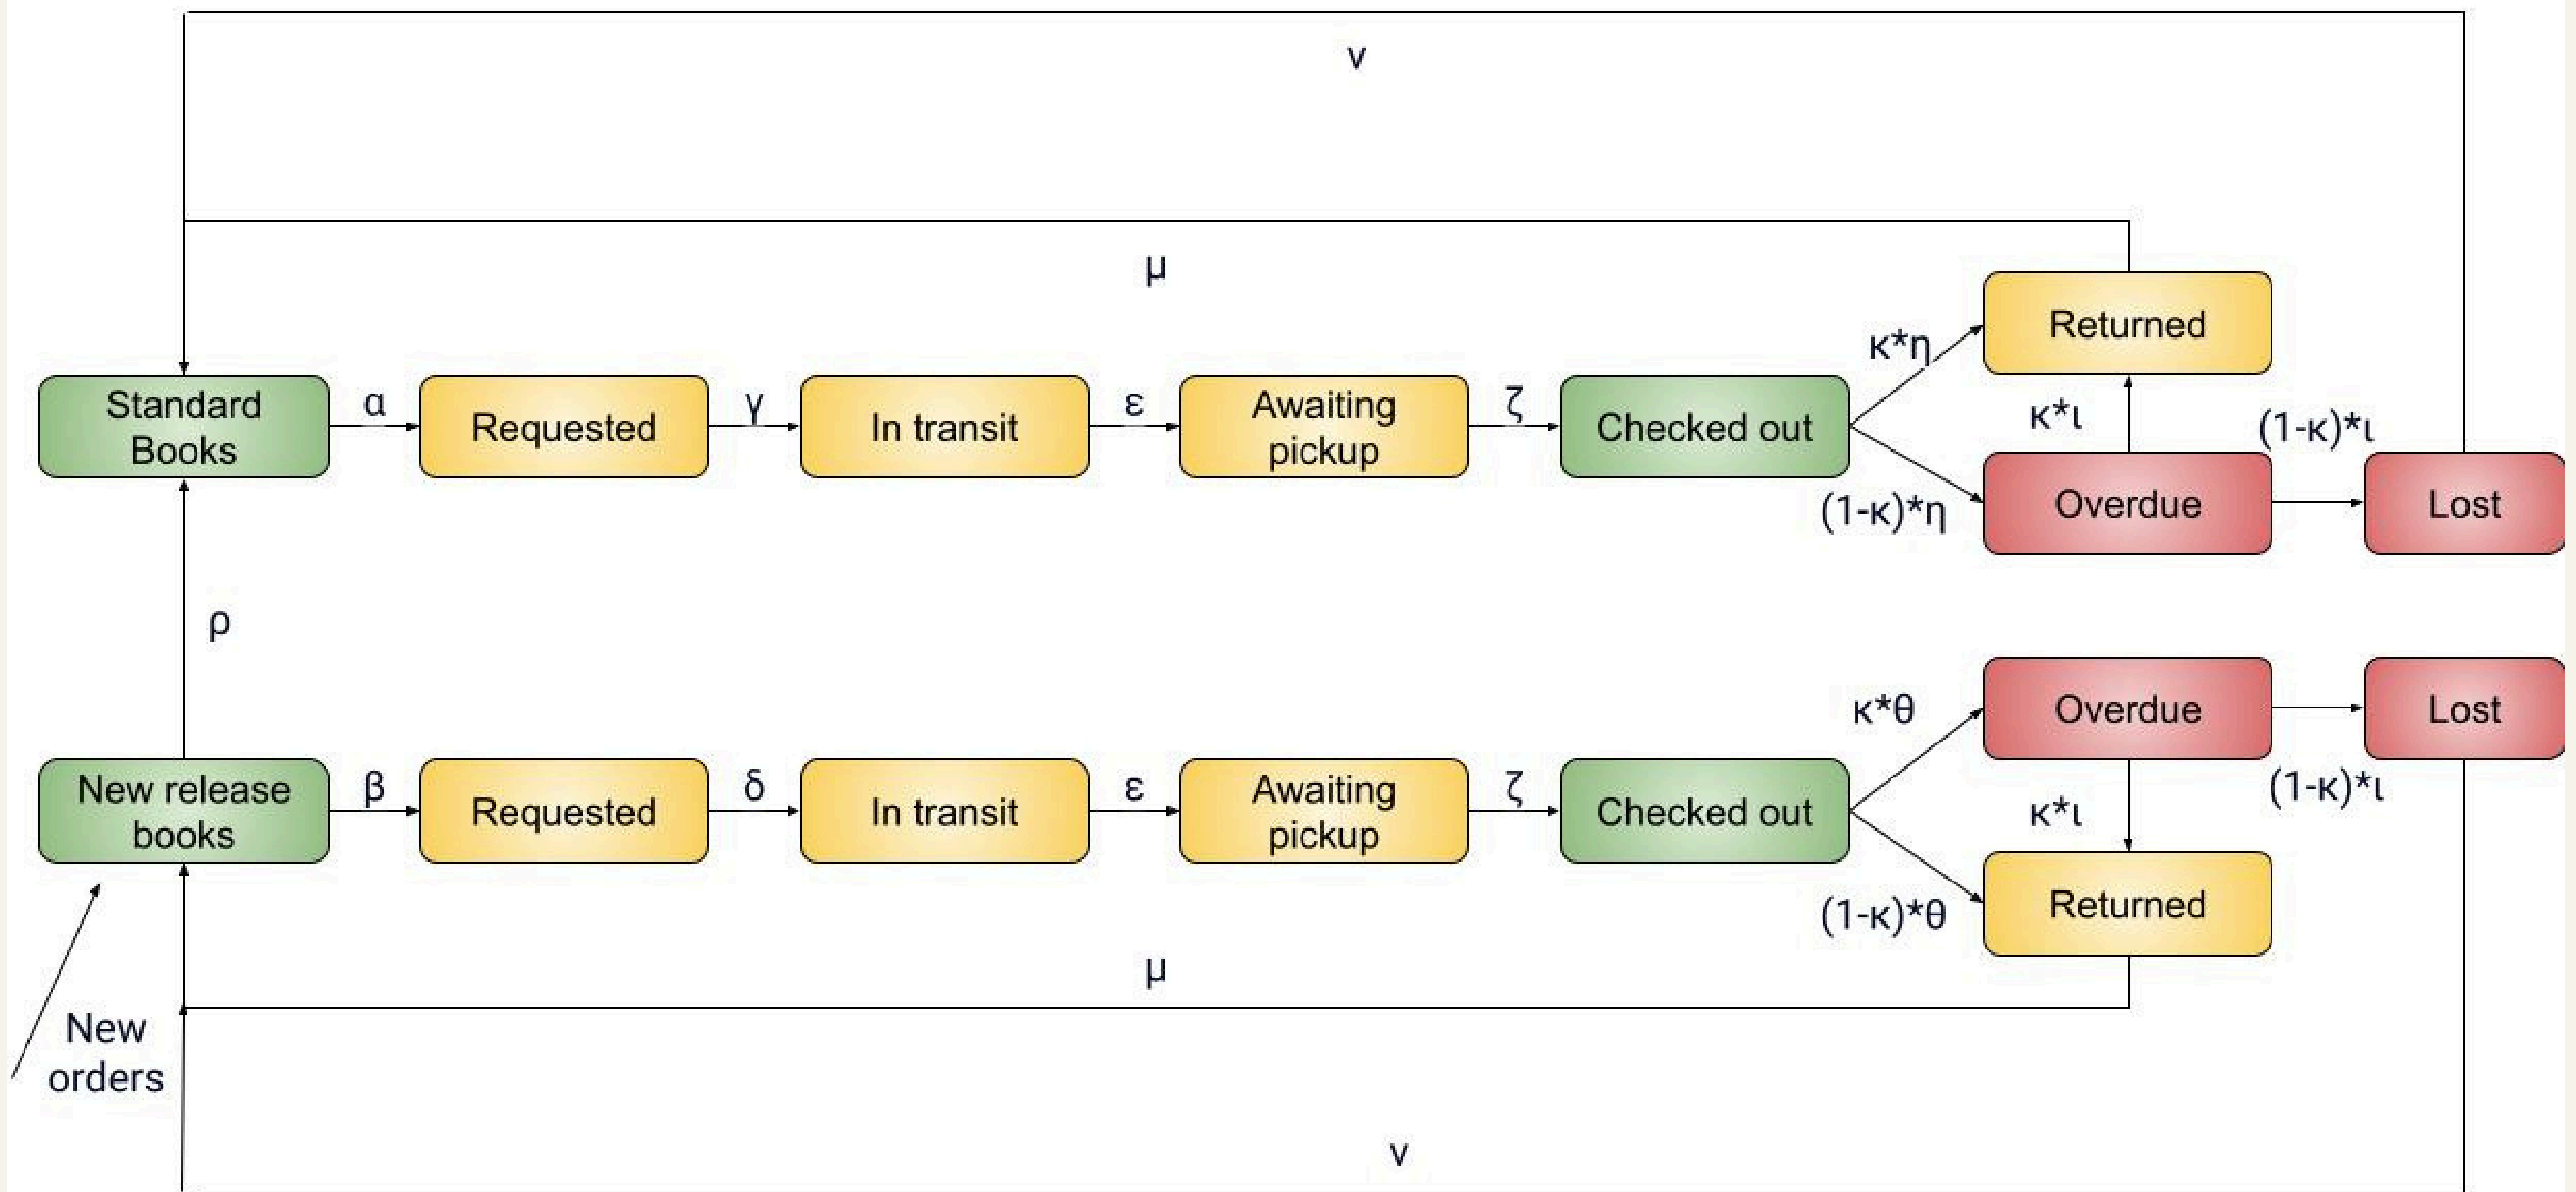 ν
μ
Returned
κ*η
Standard
Books
α
Requested
γ
In transit
ε
Awaiting
pickup
ζ
Checked out
κ*ι
(1-κ)*ι
(1-κ)*η
Overdue
Lost
ρ
κ*θ
Overdue
Lost
New release
books
β
Requested
δ
In transit
ε
Awaiting
pickup
ζ
Checked out
κ*ι
(1-κ)*ι
(1-κ)*θ
Returned
μ
New
orders
ν